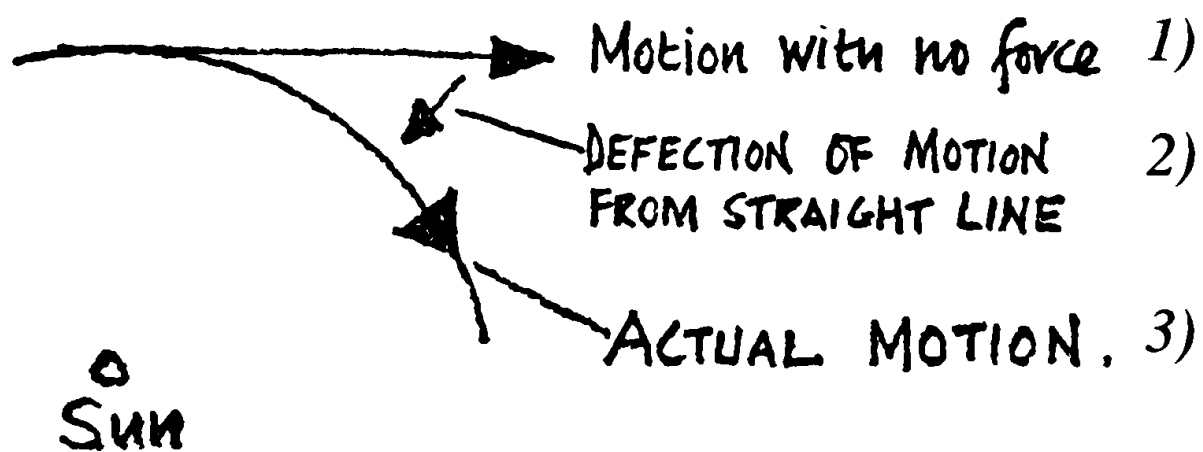 Motion with no force 1)
DEFECTION OF MOTION 2)
FROM STRAIGHT LINE
ACTUAL MOTION. 3)
Sun